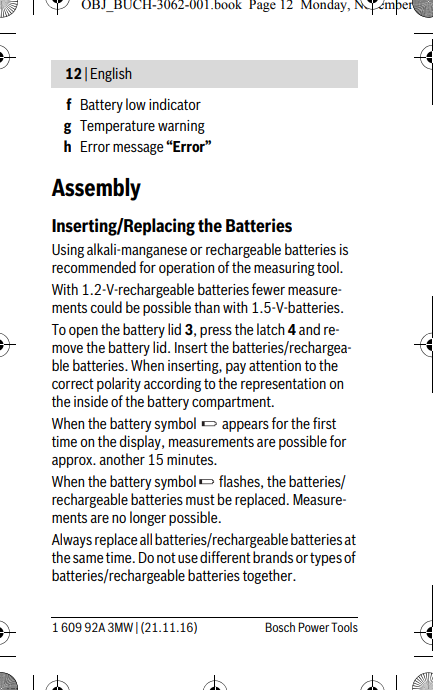 OBJ_BUCH-3062-001.book Page 12 Monday,
12 | English
f Battery low indicator
g Temperature warning
h Error message “Error”
Assembly
Inserting/Replacing the Batteries
Using alkali-manganese or rechargeable batteries is
recommended for operation of the measuring tool.
With 1.2-V-rechargeable batteries fewer measure-
ments could be possible than with 1.5-V-batteries.
To open the battery lid 3, press the latch 4 and re-
move the battery lid. Insert the batteries/rechargea-
ble batteries. When inserting, pay attention to the
correct polarity according to the representation on
the inside of the battery compartment.
When the battery symbol appears for the first
time on the display, measurements are possible for
approx. another 15 minutes.
When the battery symbol flashes, the batteries/
rechargeable batteries must be replaced. Measure-
ments are no longer possible.
Always replace all batteries/rechargeable batteries at
the same time. Do not use different brands or types of
batteries/rechargeable batteries together.
1 609 92A 3MW | (21.11.16) Bosch Power Tools